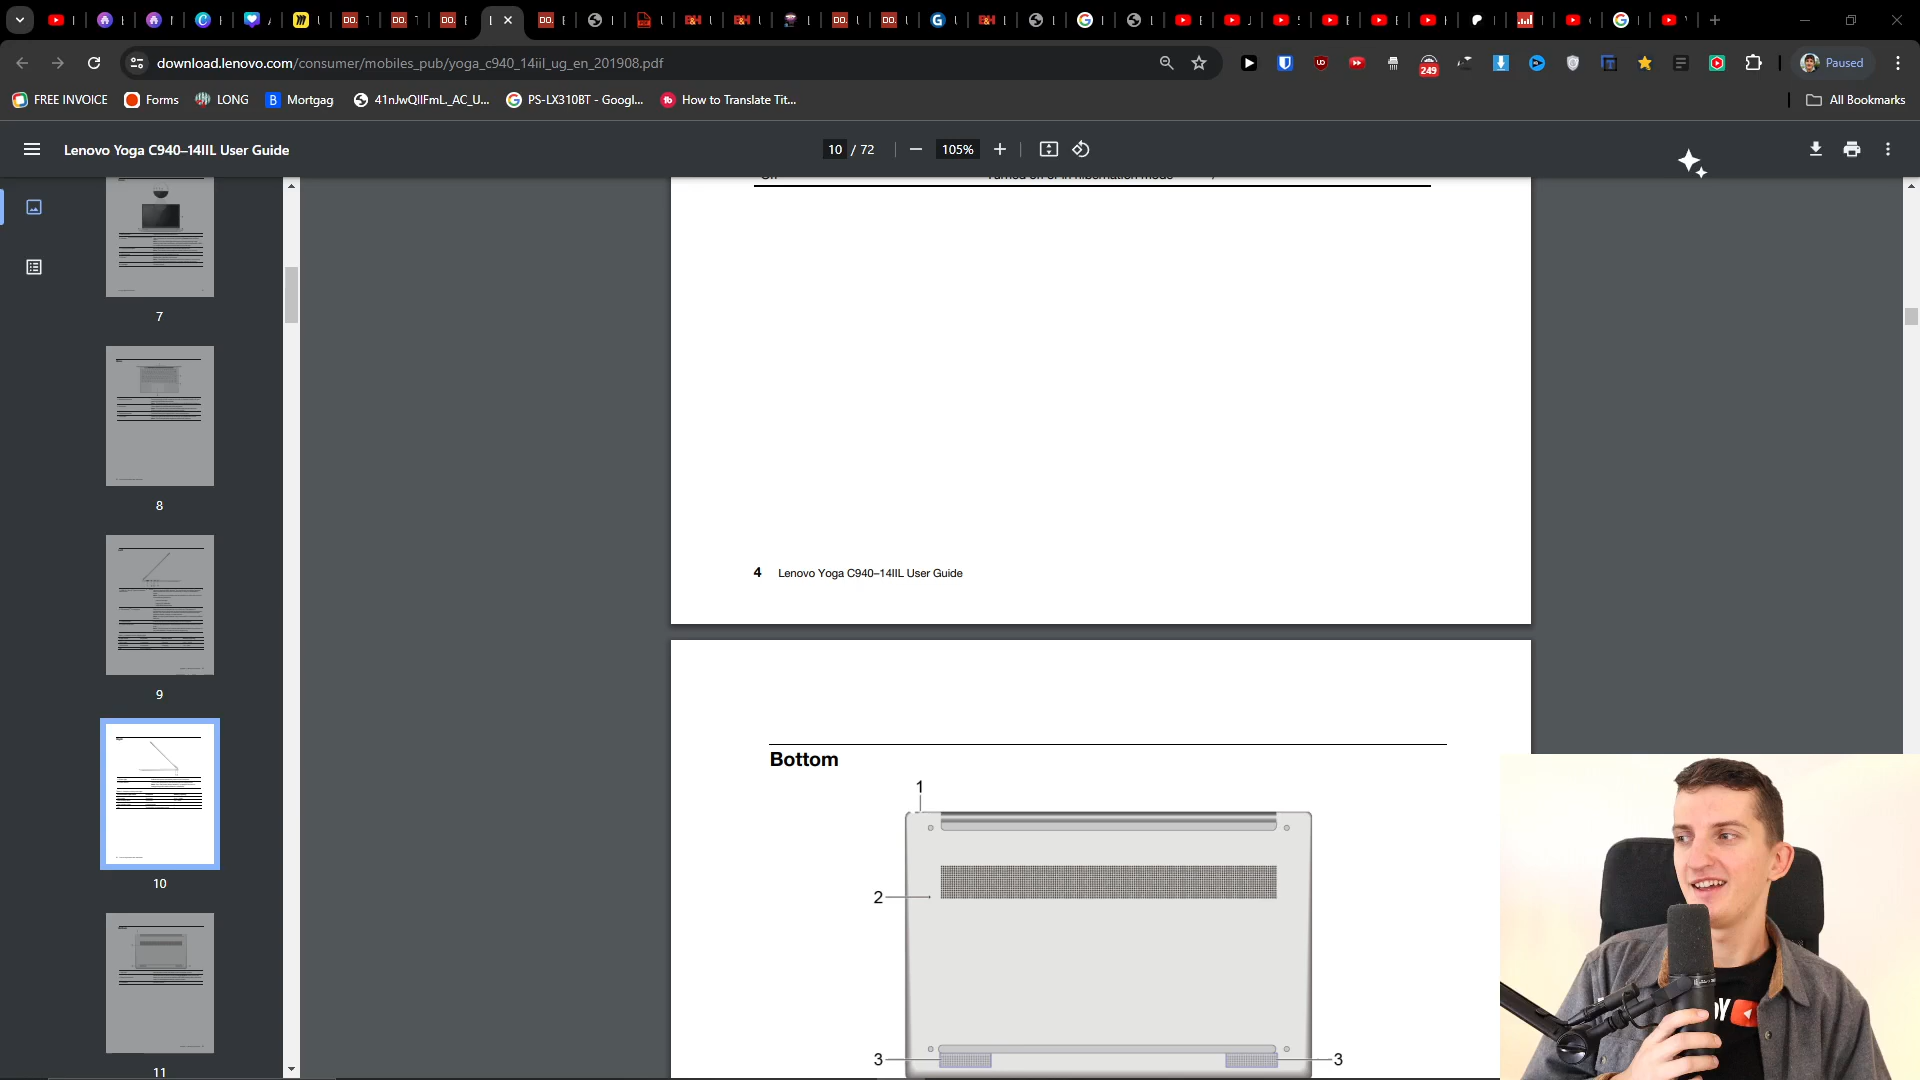 download.lenovo.com/consumer/mobiles_pub/yoga_c940_14iil_ug_en_201908.pdf
249
Paused
FREE INVOICE
Forms
LONG
Mortgag
41nJwQIlFmL._AC_U...
PS-LX310BT - Googl...
How to Translate Tit...
All Bookmarks
Lenovo Yoga C940–14IIL User Guide
10 / 72
105%
7
8
9
10
11
4 Lenovo Yoga C940–14IIL User Guide
Bottom
1
2
3
3